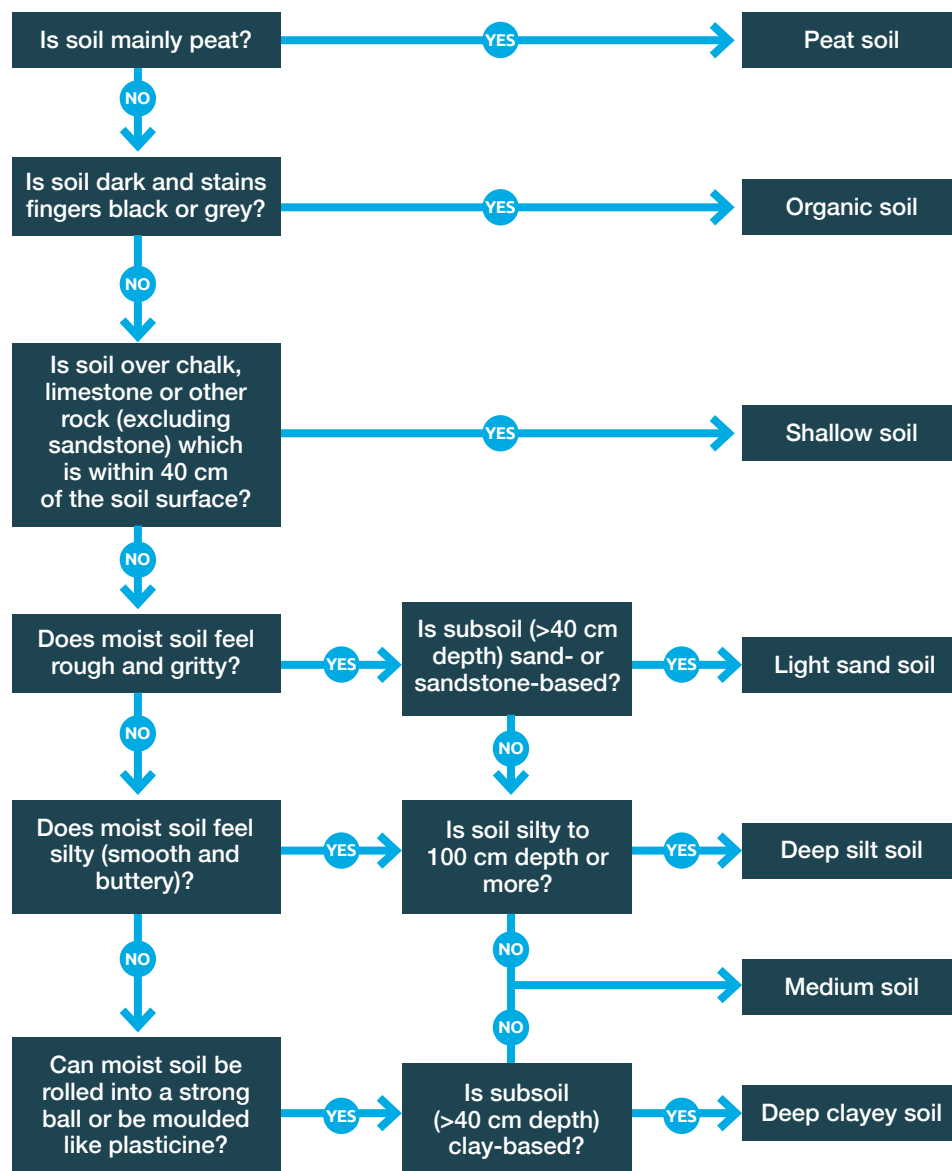 Is soil mainly peat?
YES
Peat soil
NO
Is soil dark and stains
fingers black or grey?
YES
Organic soil
NO
Is soil over chalk,
limestone or other
rock (excluding
sandstone) which
is within 40 cm
of the soil surface?
YES
Shallow soil
NO
Does moist soil feel
rough and gritty?
YES
Is subsoil (>40 cm
depth) sand- or
sandstone-based?
YES
Light sand soil
NO
NO
Does moist soil feel
silty (smooth and
buttery)?
YES
Is soil silty to
100 cm depth or
more?
YES
Deep silt soil
NO
NO
Medium soil
NO
Can moist soil be
rolled into a strong
ball or be moulded
like plasticine?
YES
Is subsoil
(>40 cm depth)
clay-based?
YES
Deep clayey soil